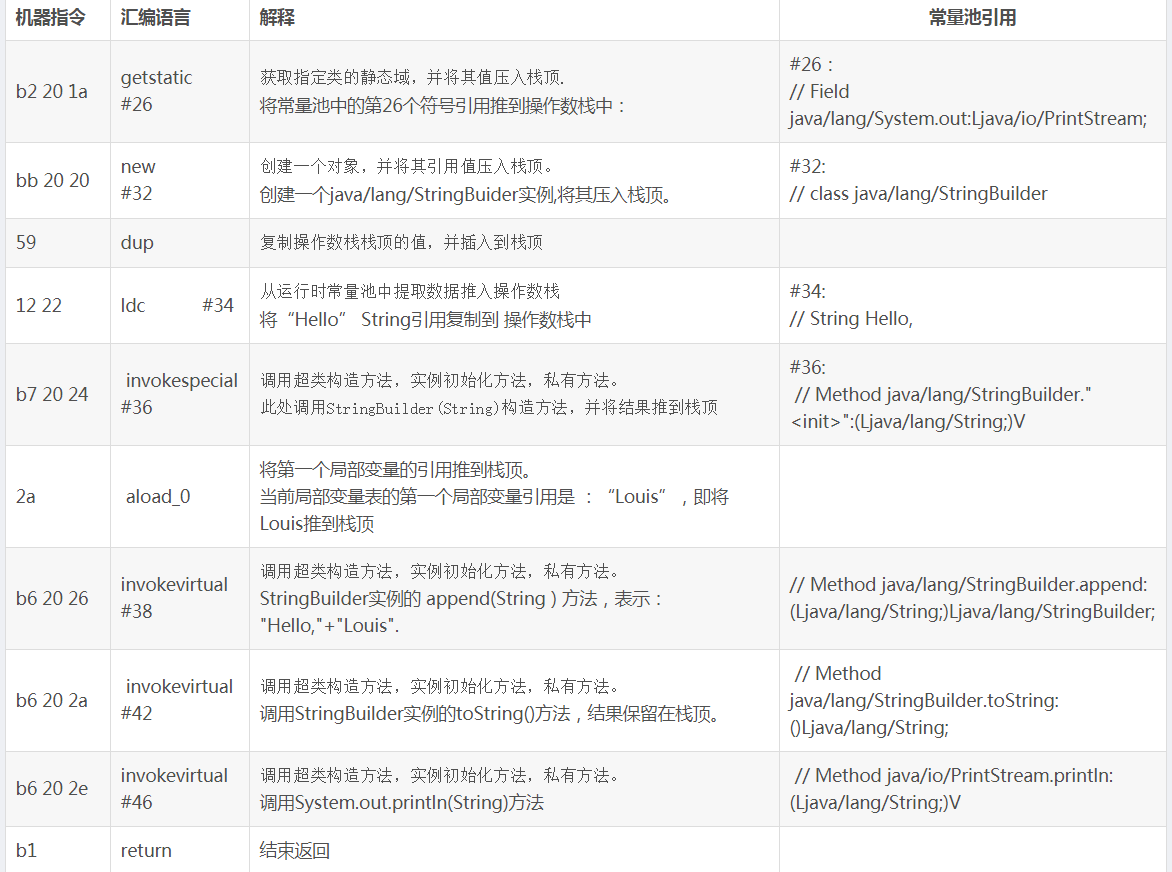 机器指令 汇编语言 解释 常量池引用
b2 20 1a
getstatic
#26
获取指定类的静态域，并将其值压入栈顶.
将常量池中的第26个符号引用推到操作数栈中：
#26：
// Field
java/lang/System.out:Ljava/io/PrintStream;
bb 20 20
new
#32
创建一个对象，并将其引用值压入栈顶。
创建一个java/lang/StringBuider实例,将其压入栈顶。
#32:
// class java/lang/StringBuilder
59
dup
复制操作数栈栈顶的值，并插入到栈顶
12 22
ldc #34
从运行时常量池中提取数据推入操作数栈
将“Hello” String引用复制到 操作数栈中
#34:
// String Hello,
b7 20 24
invokespecial
#36
调用超类构造方法，实例初始化方法，私有方法。
此处调用StringBuilder(String)构造方法，并将结果推到栈顶
#36:
// Method java/lang/StringBuilder."
<init>":(Ljava/lang/String;)V
2a
aload_0
将第一个局部变量的引用推到栈顶。
当前局部变量表的第一个局部变量引用是 ：“Louis”，即将
Louis推到栈顶
b6 20 26
invokevirtual
#38
调用超类构造方法，实例初始化方法，私有方法。
StringBuilder实例的 append(String ) 方法，表示：
"Hello,"+"Louis".
// Method java/lang/StringBuilder.append:
(Ljava/lang/String;)Ljava/lang/StringBuilder;
b6 20 2a
invokevirtual
#42
调用超类构造方法，实例初始化方法，私有方法。
调用StringBuilder实例的toString()方法，结果保留在栈顶。
// Method
java/lang/StringBuilder.toString:
()Ljava/lang/String;
b6 20 2e
invokevirtual
#46
调用超类构造方法，实例初始化方法，私有方法。
调用System.out.println(String)方法
// Method java/io/PrintStream.println:
(Ljava/lang/String;)V
b1
return
结束返回